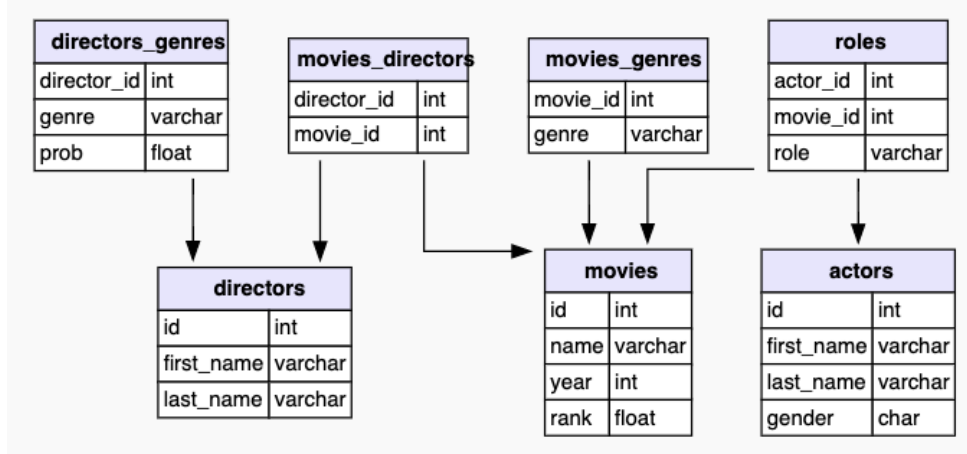 directors_genres
director_id int
genre varchar
prob float
movies_directors
director_id int
movie_id int
movies_genres
movie_id int
genre varchar
roles
actor_id int
movie_id int
role varchar
directors
id int
first_name varchar
last_name varchar
movies
id int
name varchar
year int
rank float
actors
id int
first_name varchar
last_name varchar
gender char